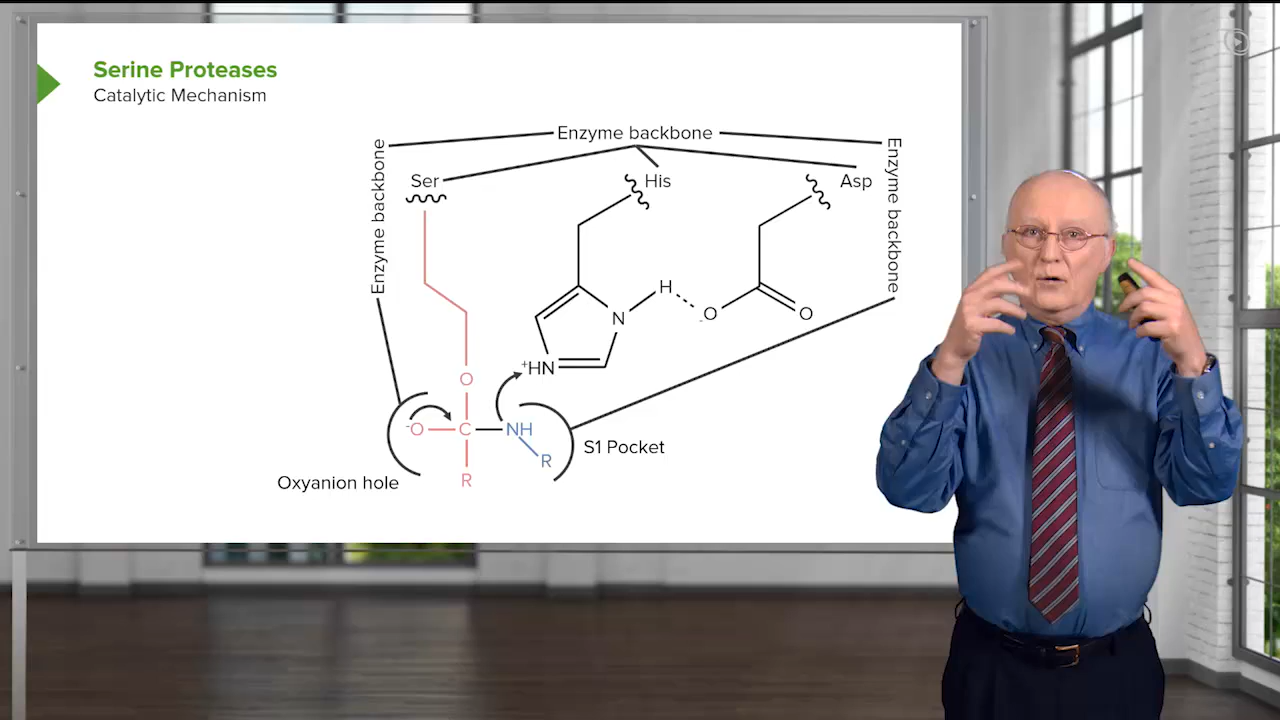 Serine Proteases
Catalytic Mechanism
Enzyme backbone
Enzyme backbone
Enzyme backbone
Ser
His
Asp
H
N
-O
O
+HN
O
-O
C
NH
R
R
S1 Pocket
Oxyanion hole